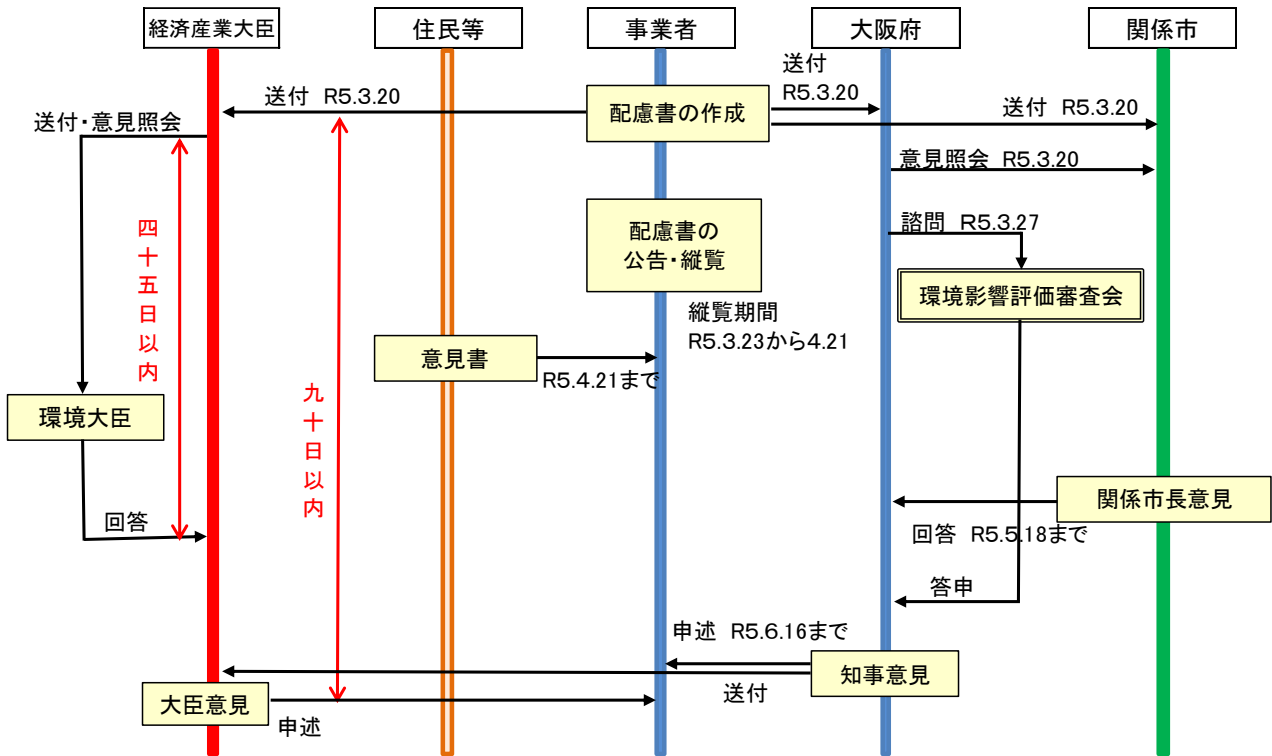 経済産業大臣
住民等
事業者
大阪府
関係市
送付 R5.3.20
配慮書の作成
送付
R5.3.20
送付 R5.3.20
送付・意見照会
意見照会 R5.3.20
四十五日以内
配慮書の
公告・縦覧
諮問 R5.3.27
環境影響評価審査会
縦覧期間
R5.3.23から4.21
意見書
R5.4.21まで
九十日以内
環境大臣
関係市長意見
回答
回答 R5.5.18まで
答申
申述 R5.6.16まで
知事意見
送付
大臣意見
申述